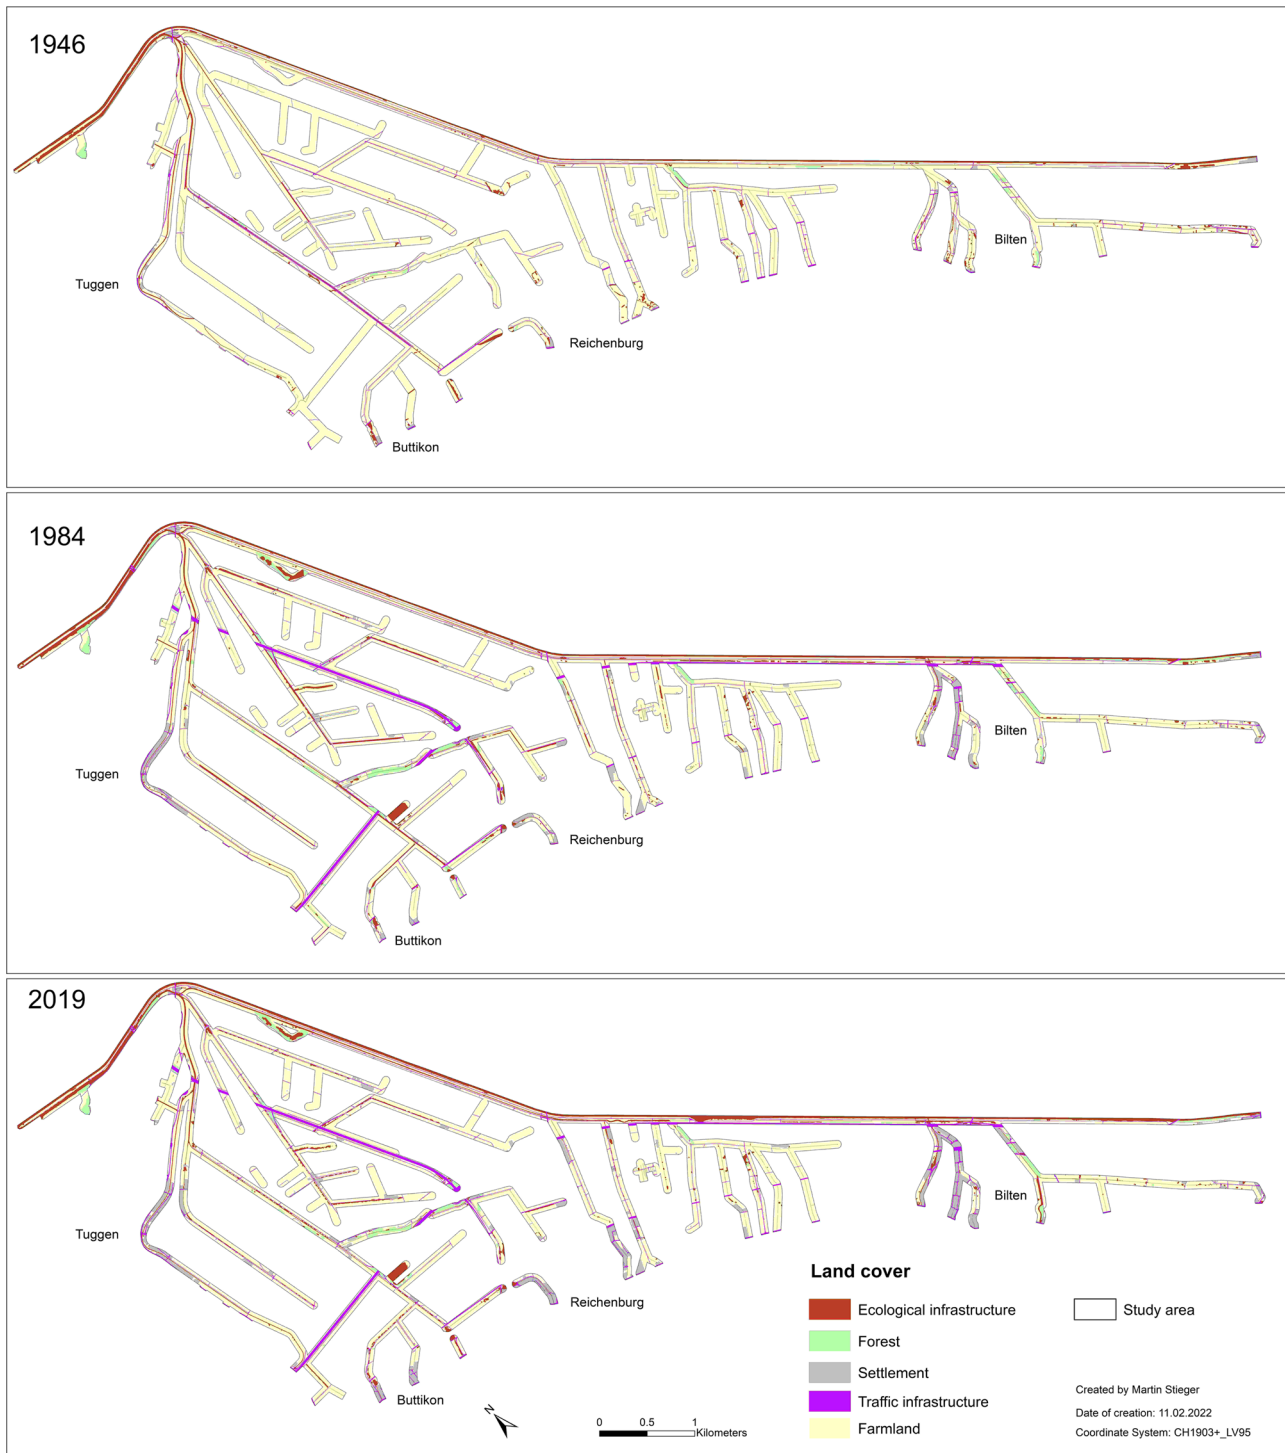 1946
Tuggen
Bilten
Reichenburg
Buttikon
1984
Tuggen
Bilten
Reichenburg
Buttikon
2019
Tuggen
Bilten
Reichenburg
Buttikon
Land cover
Ecological infrastructure
Study area
Forest
Settlement
Traffic infrastructure
Farmland
N
0 0.5 1
Kilometers
Created by Martin Stieger
Date of creation: 11.02.2022
Coordinate System: CH1903+_LV95